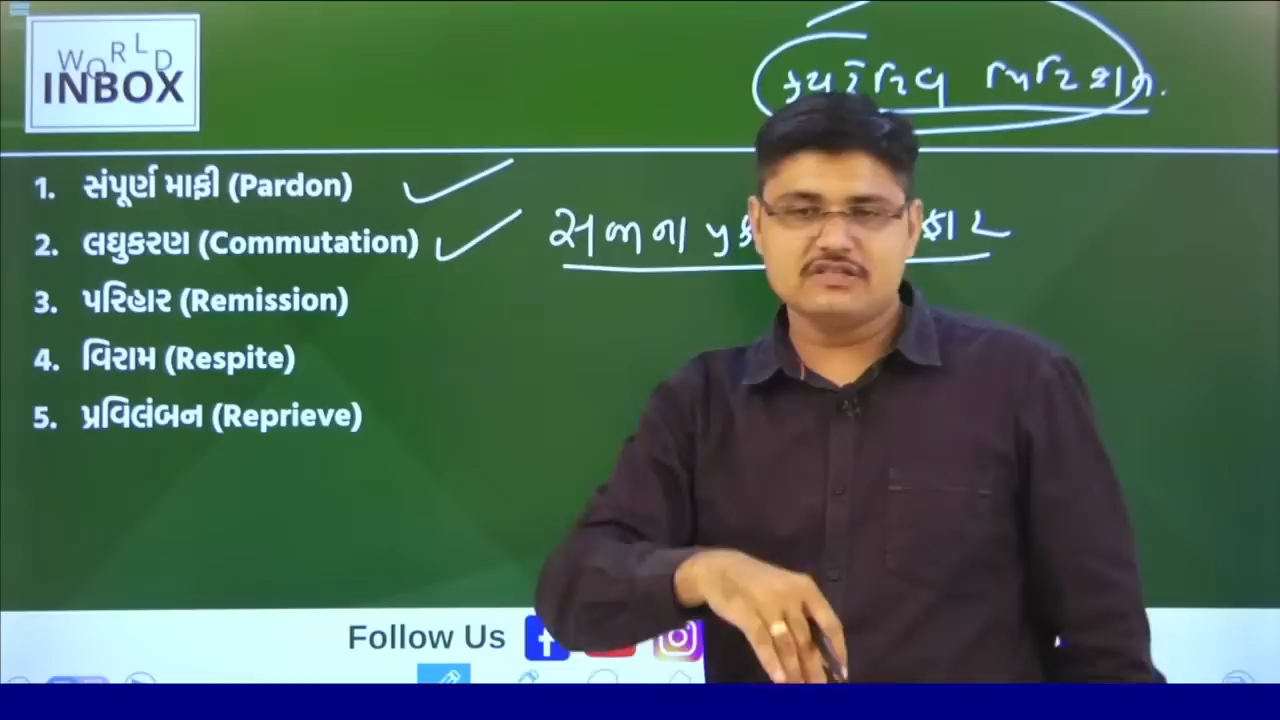 WORLD
INBOX
ક્યુરેટિવ પિટિશન.
1. સંપૂર્ણ માફી (Pardon)
2. લઘુકરણ (Commutation)
સજાના
3. પરિહાર (Remission)
4. વિરામ (Respite)
5. પ્રવિલંબન (Reprieve)
Follow Us